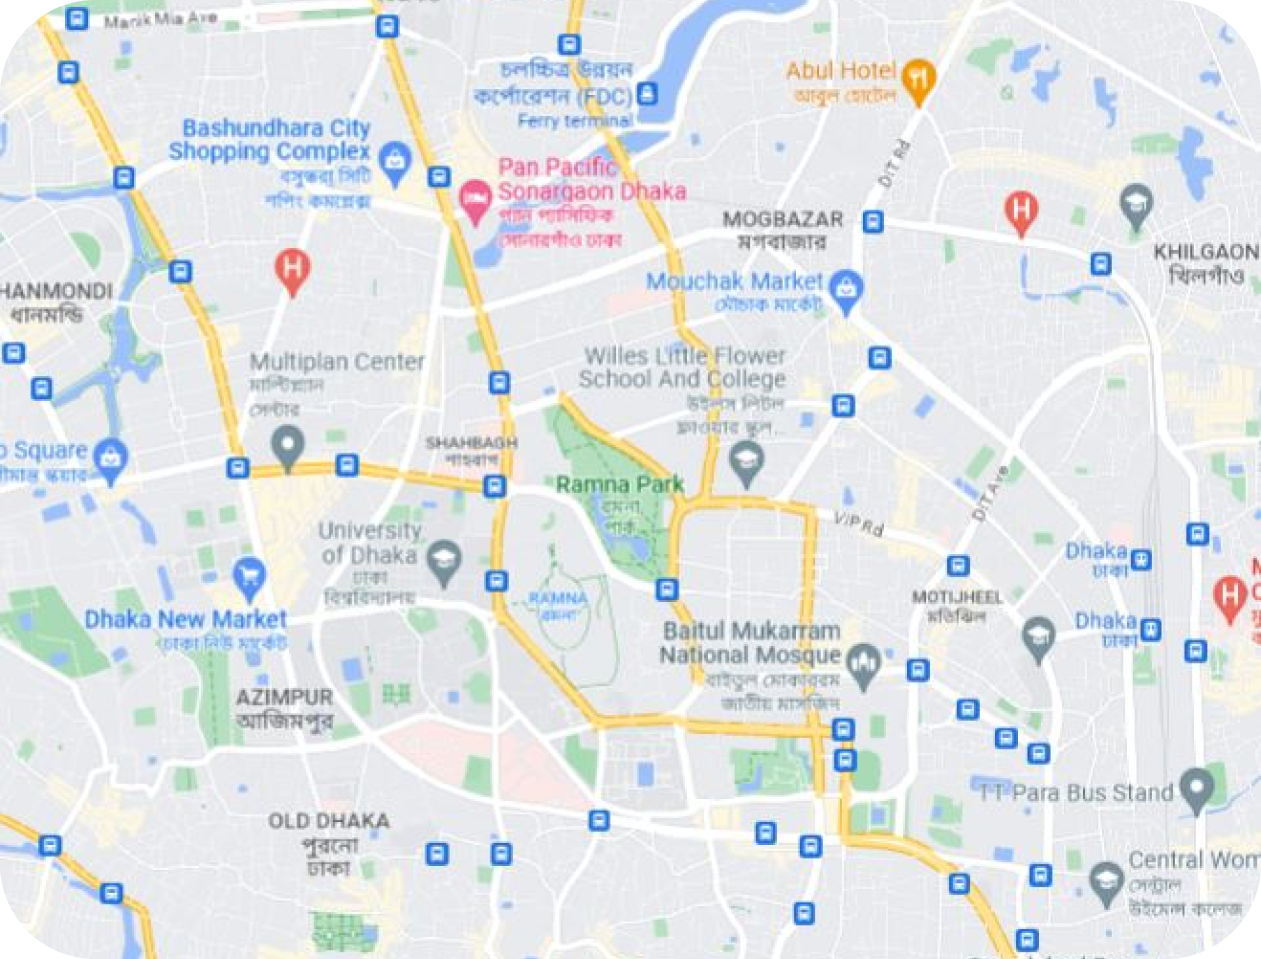 Manik Mia Ave
চলচ্চিত্র উন্নয়ন
কর্পোরেশন (FDC)
Ferry terminal
Abul Hotel
আবুল হোটেল
Bashundhara City
Shopping Complex
বসুন্ধরা সিটি
শপিং কমপ্লেক্স
Pan Pacific
Sonargaon Dhaka
প্যান প্যাসিফিক
সোনারগাঁও ঢাকা
DIT Rd
MOGBAZAR
মগবাজার
KHILGAON
খিলগাঁও
Mouchak Market
মৌচাক মার্কেট
HANMONDI
ধানমন্ডি
Multiplan Center
মাল্টিপ্ল্যান
সেন্টার
Willes Little Flower
School And College
উইলস লিটল
ফ্লাওয়ার স্কুল...
SHAHBAGH
শাহবাগ
o Square
সীমান্ত স্কয়ার
Ramna Park
রমনা
পার্ক
DIT Ave
VIP Rd
University
of Dhaka
ঢাকা
বিশ্ববিদ্যালয়
Dhaka
ঢাকা
RAMNA
রমনা
MOTIJHEEL
মতিঝিল
Dhaka New Market
ঢাকা নিউ মার্কেট
Dhaka
ঢাকা
Baitul Mukarram
National Mosque
বাইতুল মোকাররম
জাতীয় মসজিদ
AZIMPUR
আজিমপুর
TT Para Bus Stand
OLD DHAKA
পুরনো
ঢাকা
Central Wom
সেন্ট্রাল
উইমেন্স কলেজ